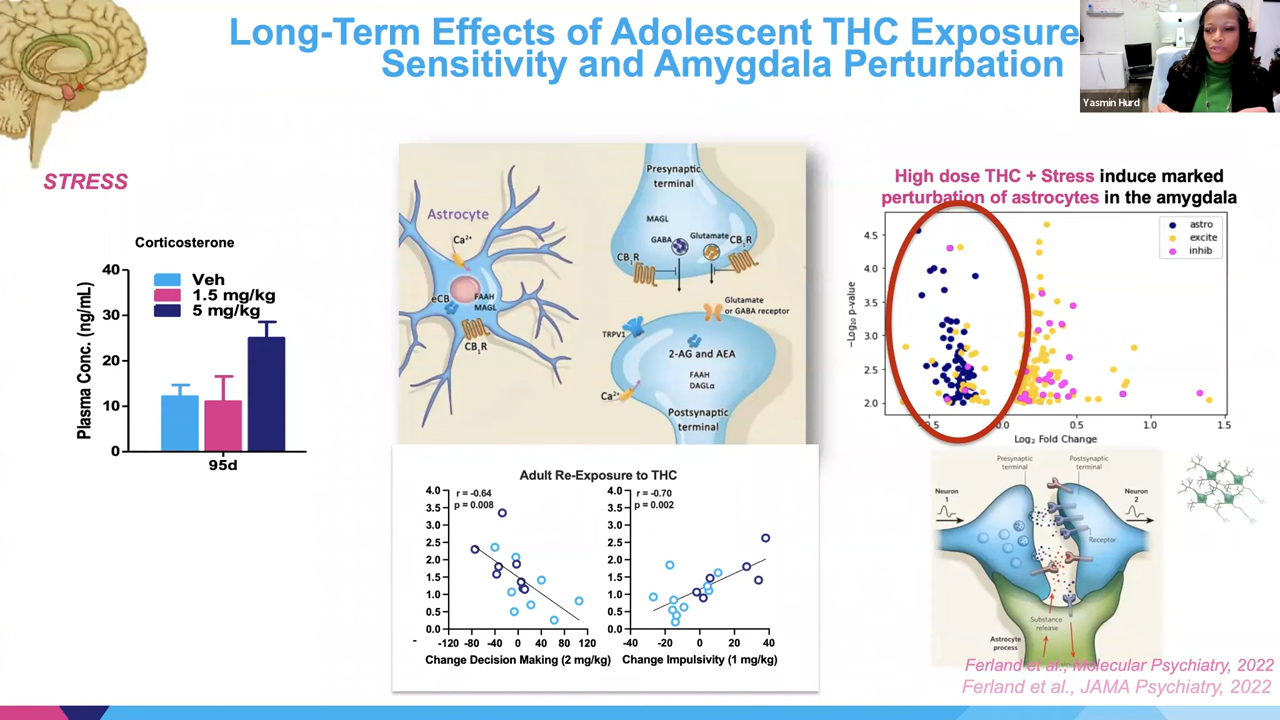 Long-Term Effects of Adolescent THC Exposure
Sensitivity and Amygdala Perturbation
Yasmin Hurd
STRESS
Corticosterone
Plasma Conc. (ng/mL)
40
30
20
10
0
Veh
1.5 mg/kg
5 mg/kg
95d
Astrocyte
Ca²⁺
eCB
FAAH
MAGL
CB₁R
Presynaptic
terminal
MAGL
GABA
Glutamate
CB₁R
CB₁R
Glutamate
or GABA receptor
TRPV1
2-AG and AEA
FAAH
DAGLα
Ca²⁺
Postsynaptic
terminal
Adult Re-Exposure to THC
r = -0.64
p = 0.008
4.0
3.5
3.0
2.5
2.0
1.5
1.0
0.5
0.0
-
-120 -80 -40 0 40 80 120
Change Decision Making (2 mg/kg)
r = -0.70
p = 0.002
4.0
3.5
3.0
2.5
2.0
1.5
1.0
0.5
0.0
-40 -20 0 20 40
Change Impulsivity (1 mg/kg)
High dose THC + Stress induce marked
perturbation of astrocytes in the amygdala
−Log₁₀ p-value
4.5
4.0
3.5
3.0
2.5
2.0
astro
excite
inhib
0.5 1.0 1.5
Log₂ Fold Change
Presynaptic
terminal
Postsynaptic
terminal
Neuron
1
Neuron
2
Receptor
Substance
release
Astrocyte
process
Ferland et al., Molecular Psychiatry, 2022
Ferland et al., JAMA Psychiatry, 2022